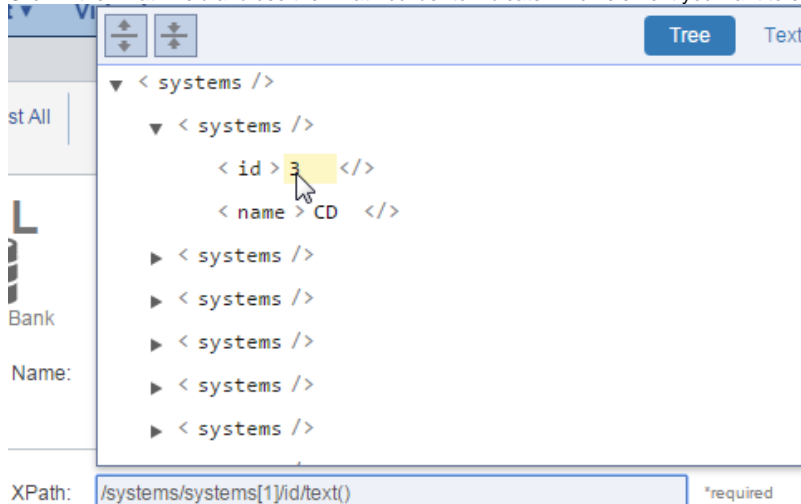 Tree Text
▼ < systems />
st All
▼ < systems />
< id > 3 </>
< name > CD </>
L
▶ < systems />
▶ < systems />
Bank
▶ < systems />
Name:
▶ < systems />
▶ < systems />
XPath: /systems/systems[1]/id/text() *required